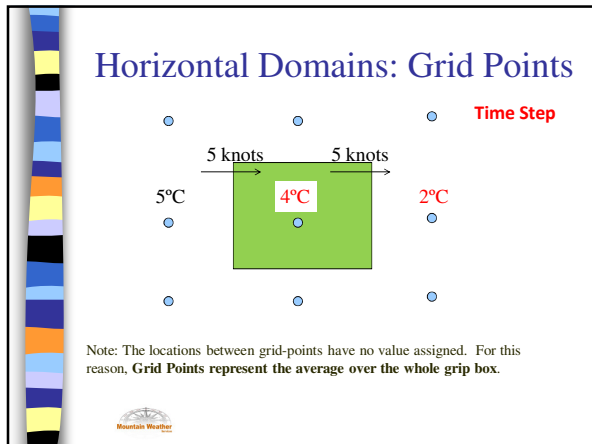 Horizontal Domains: Grid Points
Time Step
5 knots 5 knots
5ºC 4ºC 2ºC
Note: The locations between grid-points have no value assigned. For this
reason, Grid Points represent the average over the whole grip box.
Mountain Weather